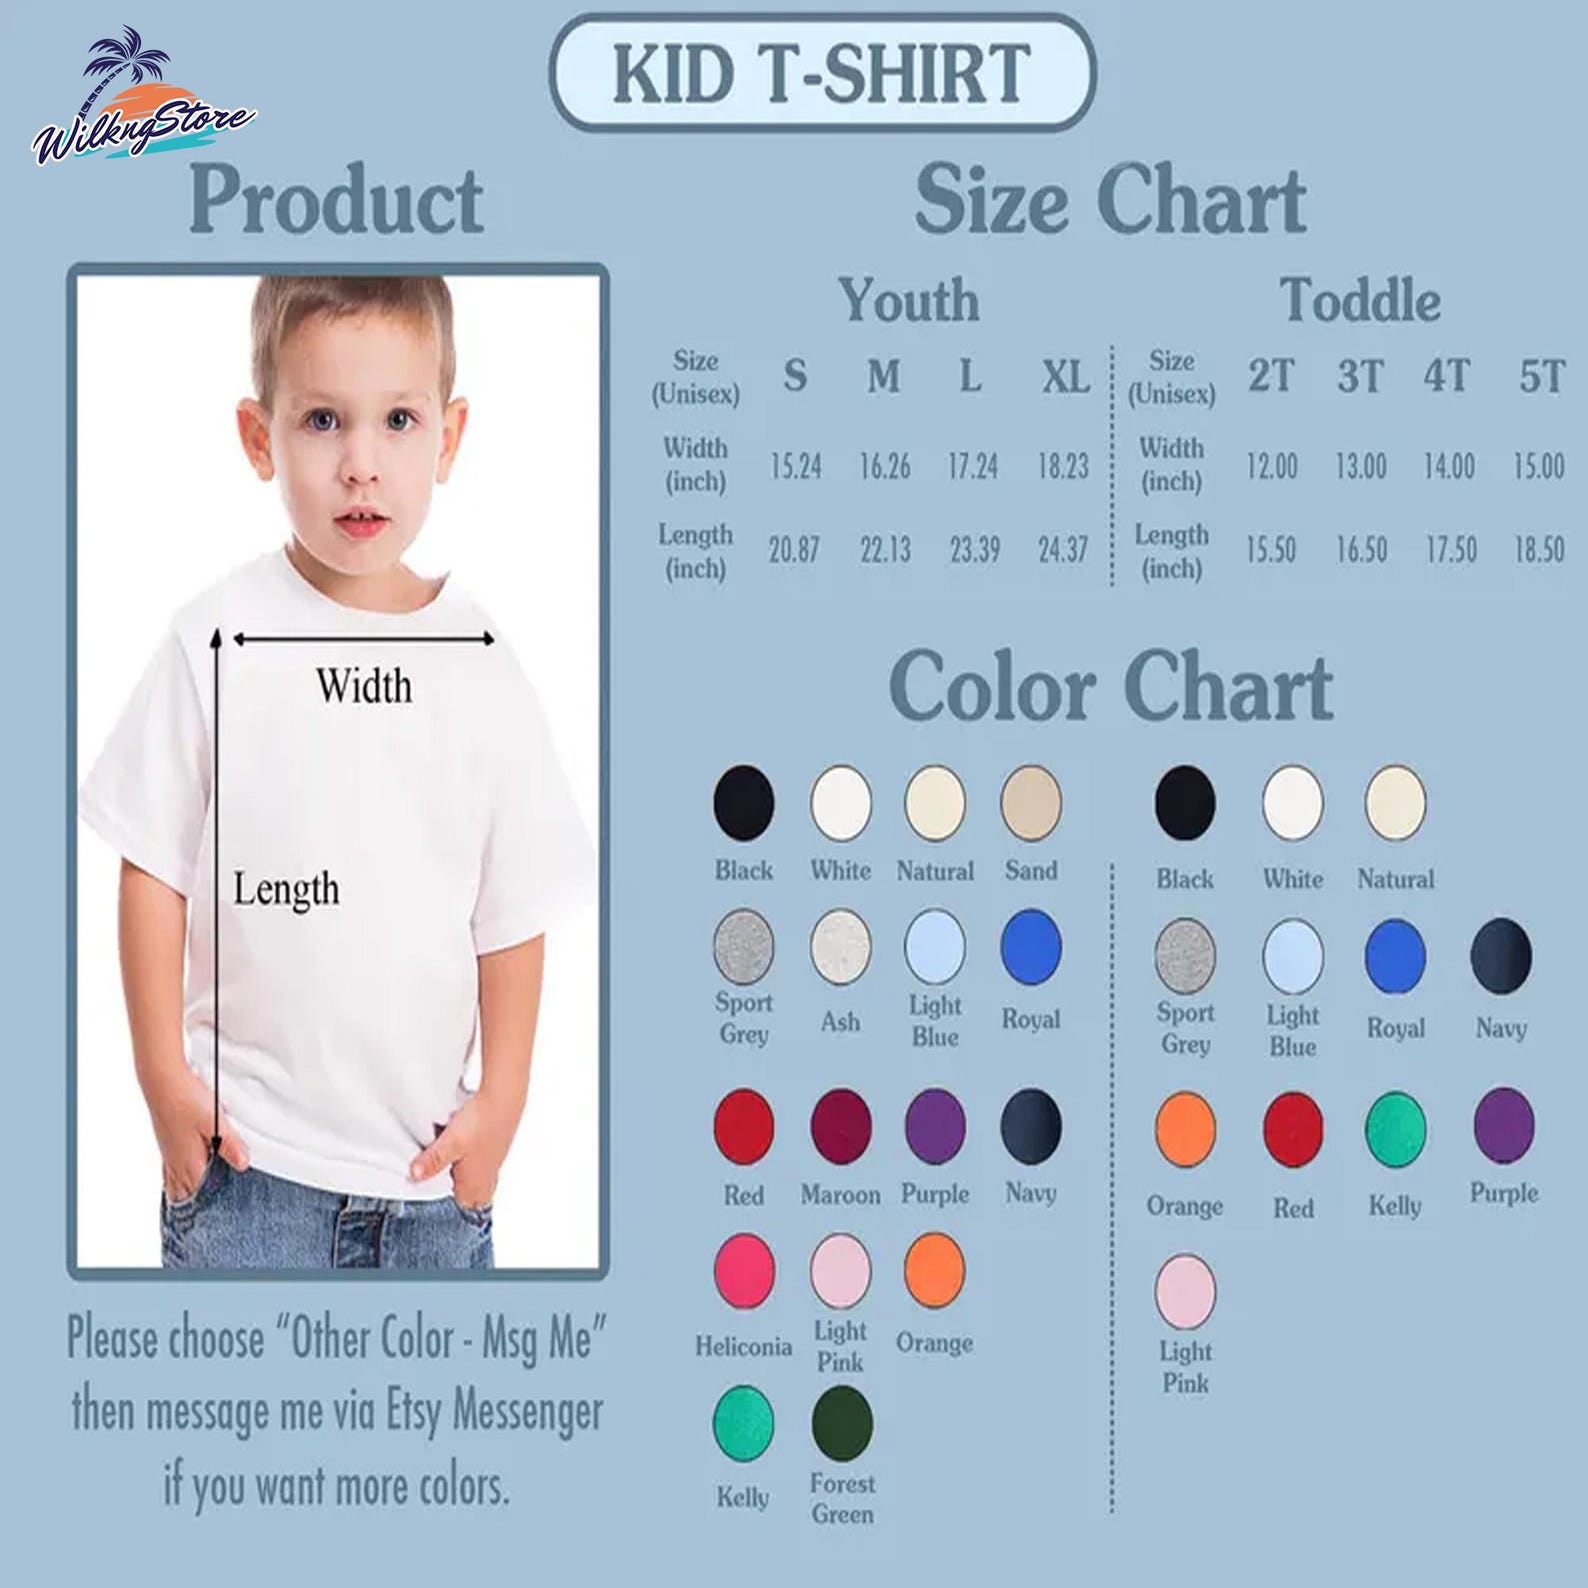 WilkngStore
KID T-SHIRT
Product
Width
Length
Please choose “Other Color - Msg Me”
then message me via Etsy Messenger
if you want more colors.
Size Chart
Youth
Size
(Unisex)
S M L XL
Width
(inch)
15.24 16.26 17.24 18.23
Length
(inch)
20.87 22.13 23.39 24.37
Toddle
Size
(Unisex)
2T 3T 4T 5T
Width
(inch)
12.00 13.00 14.00 15.00
Length
(inch)
15.50 16.50 17.50 18.50
Color Chart
Black White Natural Sand
Sport
Grey
Ash
Light
Blue
Royal
Red Maroon Purple Navy
Heliconia
Light
Pink
Orange
Kelly
Forest
Green
Black White Natural
Sport
Grey
Light
Blue
Royal
Navy
Orange Red Kelly Purple
Light
Pink